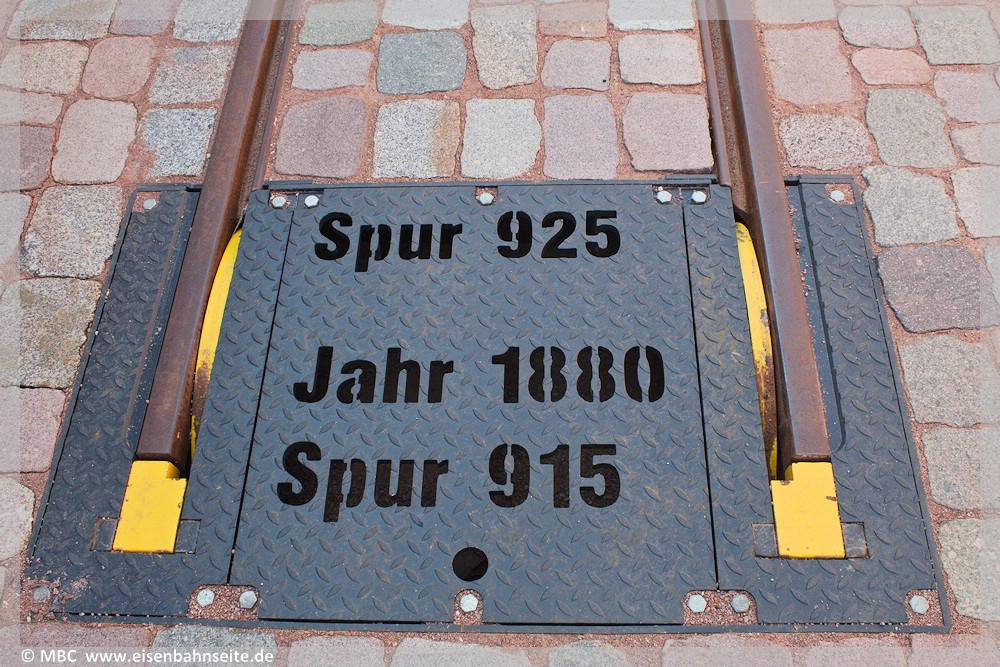 Spur 925
Jahr 1880
Spur 915
© MBC www.eisenbahnseite.de